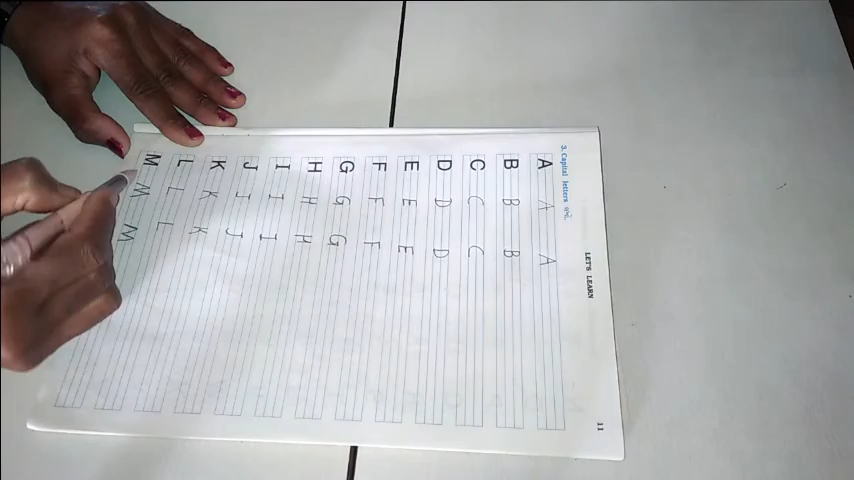 LET'S LEARN
11
3. Capital letters
A A A
B B B
C C C
D D D
E E E
F F F
G G G
H H H
I I I
J J J
K K K
L L L
M M M